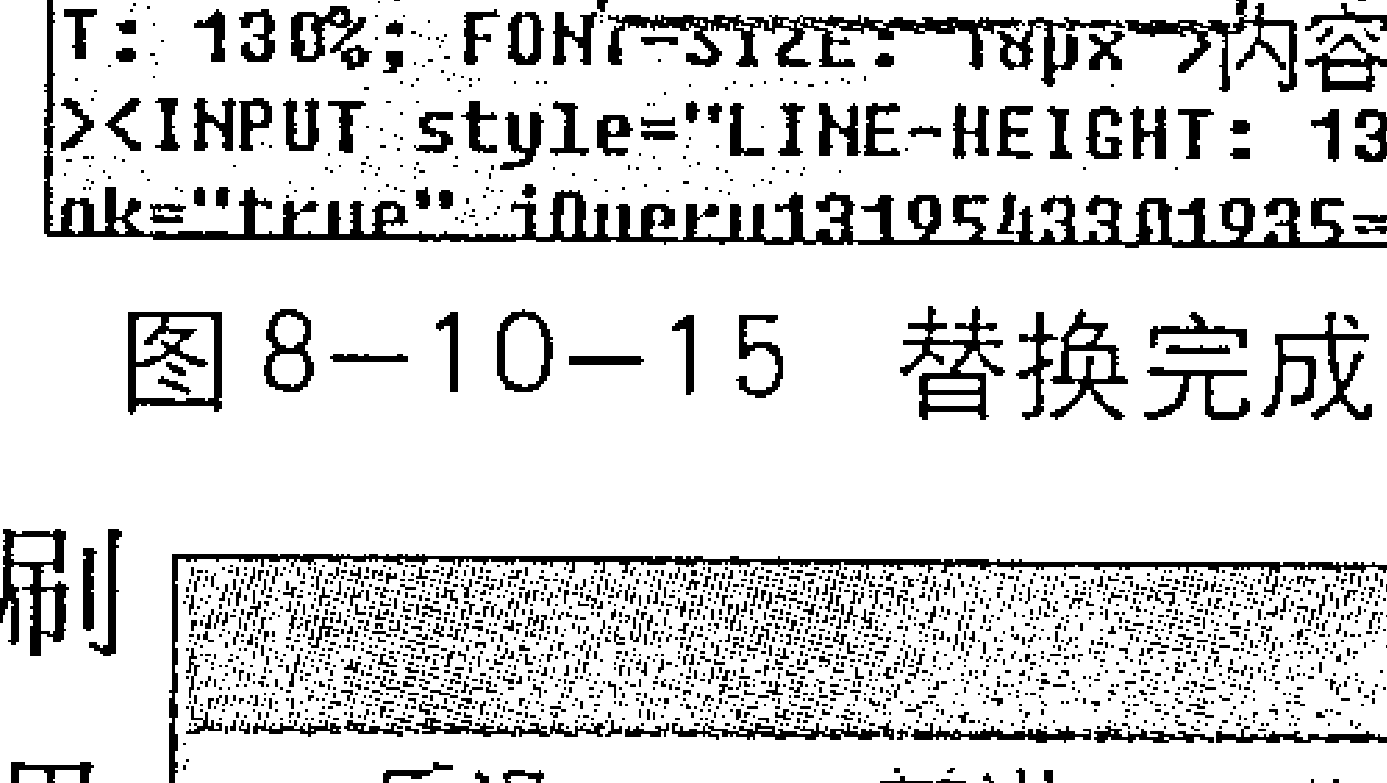 T: 130%; FONT-SIZE: 18px">内容
><INPUT style="LINE-HEIGHT: 13
ok="true" jQuery1319543301935=
图8-10-15 替换完成
刷